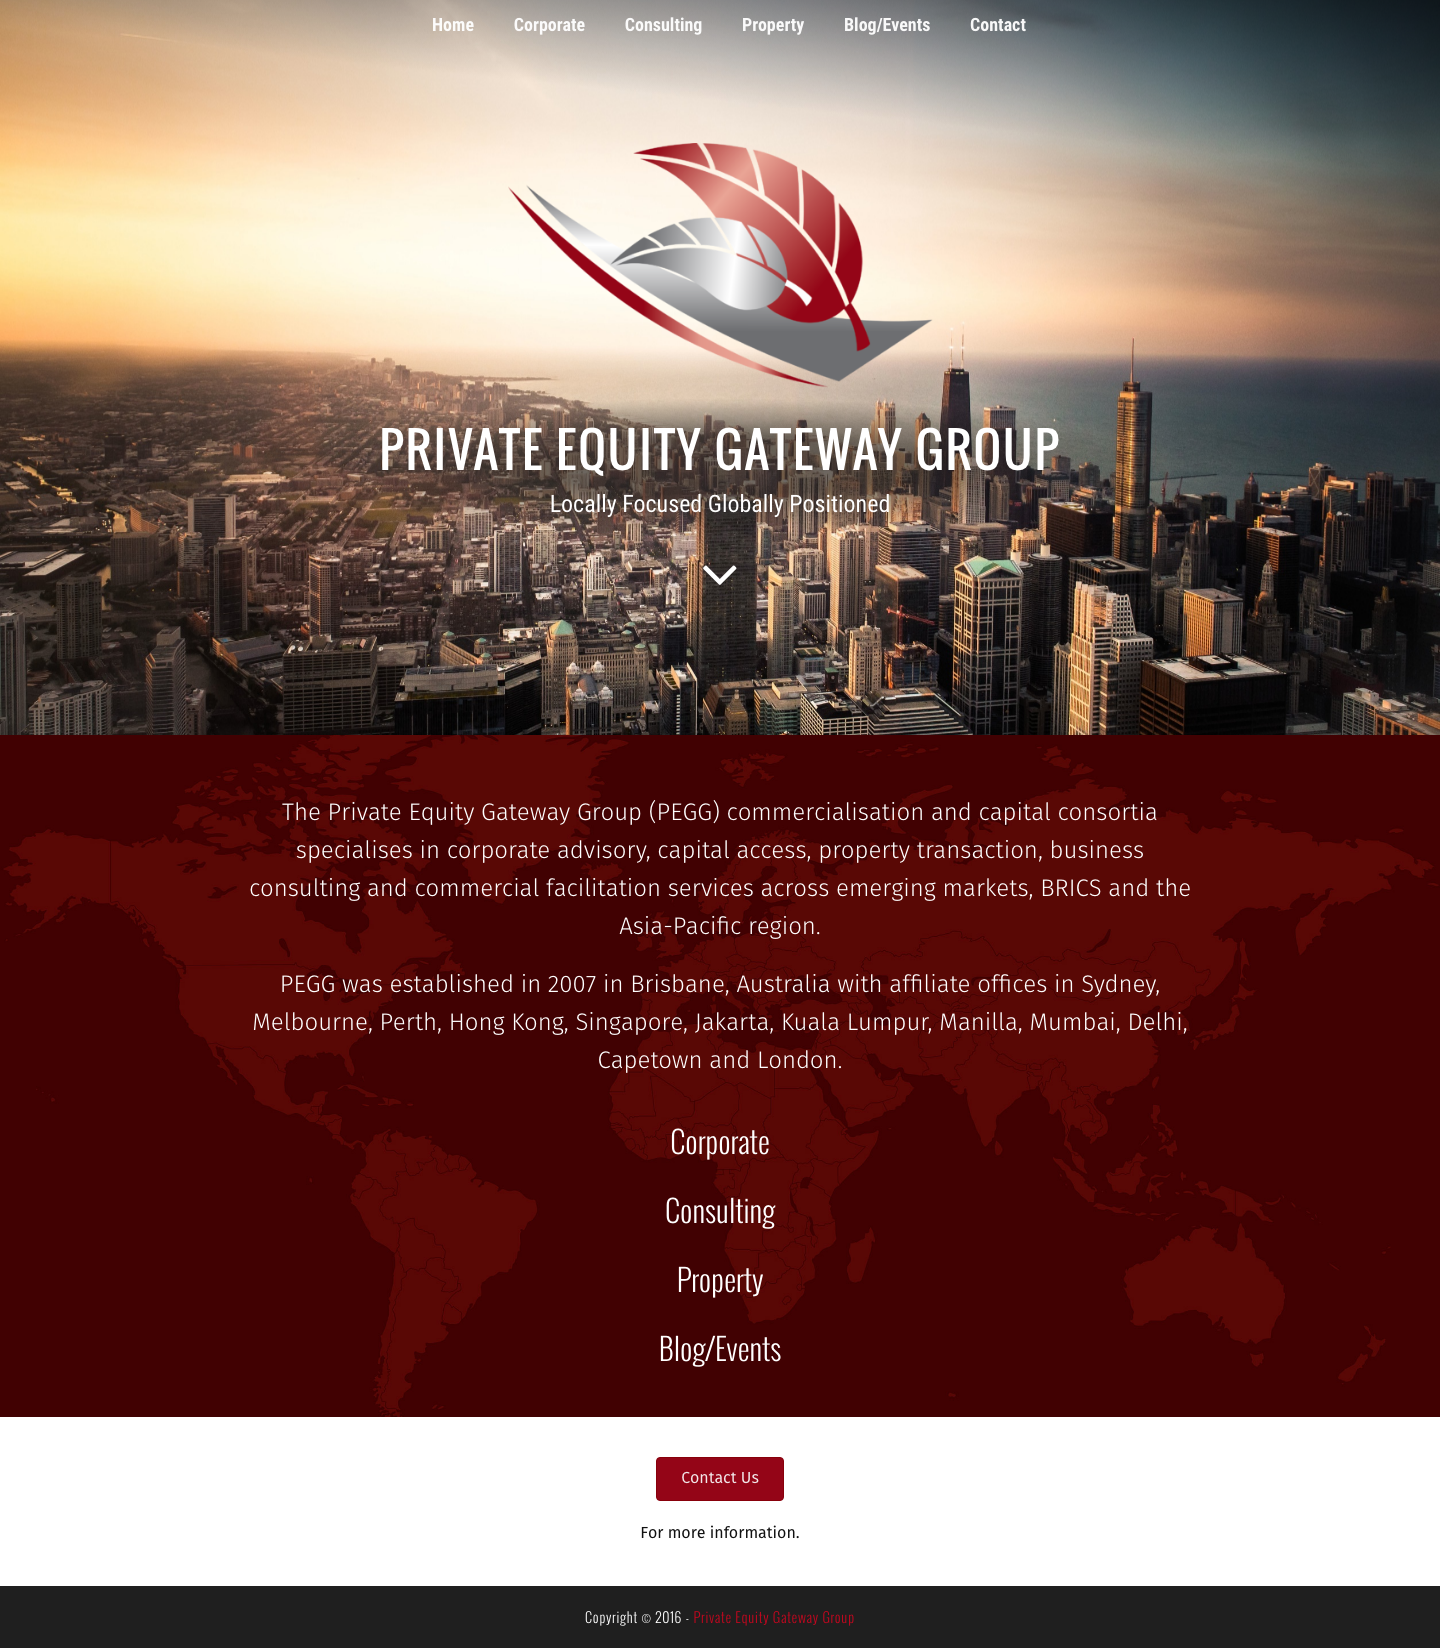 Home Corporate Consulting Property Blog/Events Contact
PRIVATE EQUITY GATEWAY GROUP
Locally Focused Globally Positioned
The Private Equity Gateway Group (PEGG) commercialisation and capital consortia
specialises in corporate advisory, capital access, property transaction, business
consulting and commercial facilitation services across emerging markets, BRICS and the
Asia-Pacific region.
PEGG was established in 2007 in Brisbane, Australia with affiliate offices in Sydney,
Melbourne, Perth, Hong Kong, Singapore, Jakarta, Kuala Lumpur, Manilla, Mumbai, Delhi,
Capetown and London.
Corporate
Consulting
Property
Blog/Events
Contact Us
For more information.
Copyright © 2016 - Private Equity Gateway Group